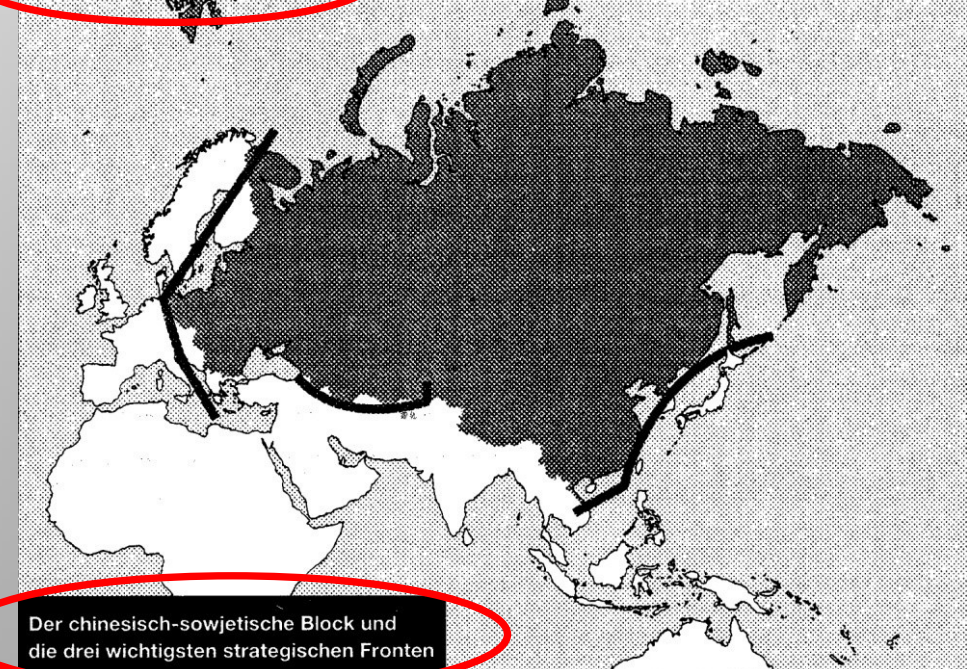 Der chinesisch-sowjetische Block und
die drei wichtigsten strategischen Fronten